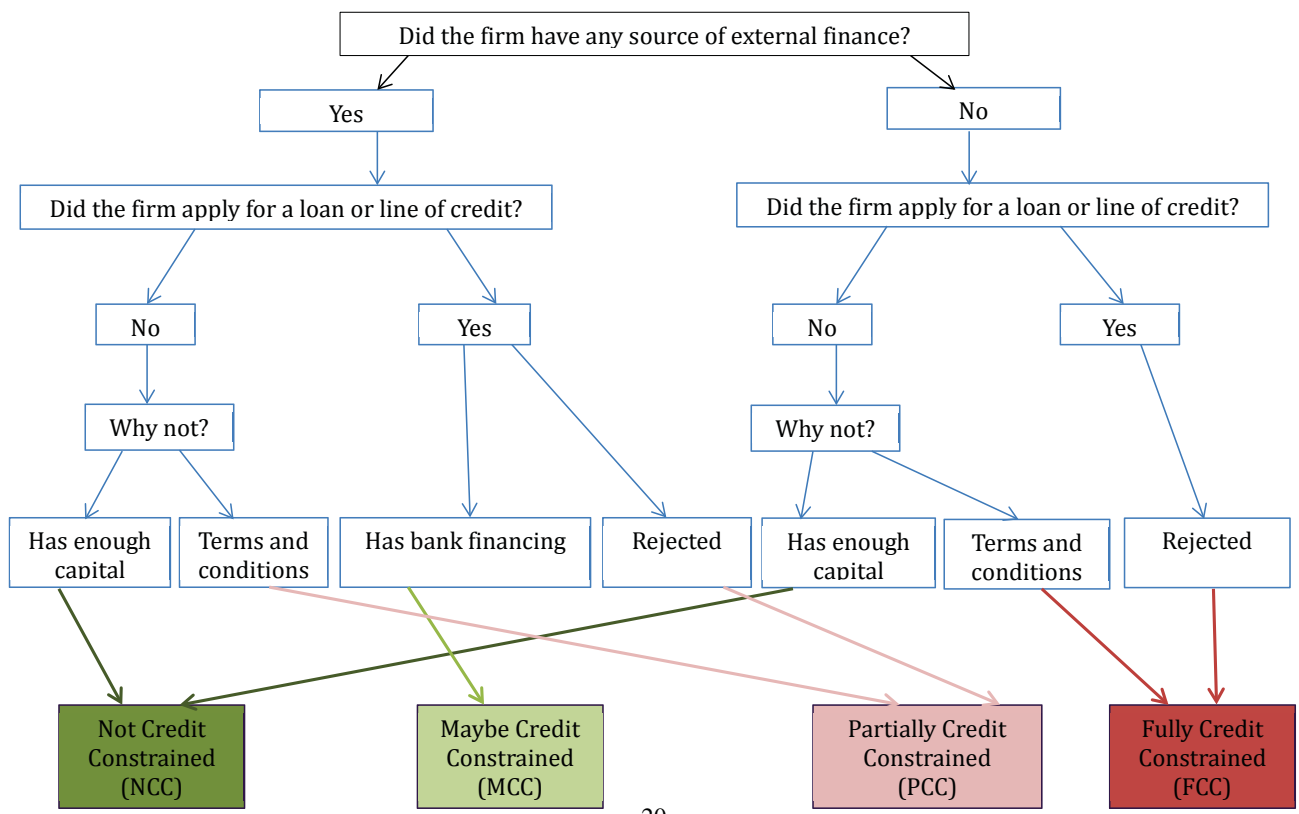 Did the firm have any source of external finance?
Yes
No
Did the firm apply for a loan or line of credit?
Did the firm apply for a loan or line of credit?
No
Yes
No
Yes
Why not?
Why not?
Has enough
capital
Terms and
conditions
Has bank financing
Rejected
Has enough
capital
Terms and
conditions
Rejected
Not Credit
Constrained
(NCC)
Maybe Credit
Constrained
(MCC)
Partially Credit
Constrained
(PCC)
Fully Credit
Constrained
(FCC)